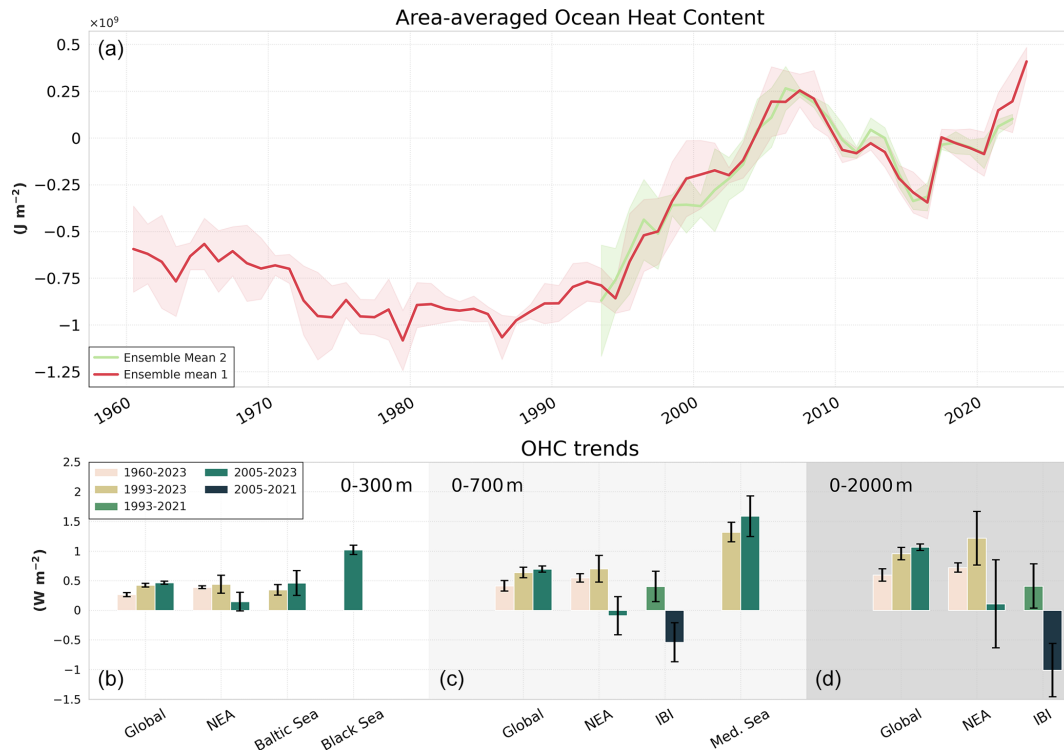 Area-averaged Ocean Heat Content
×10⁹
(a)
0.5
0.25
0
−0.25
−0.5
−0.75
−1
−1.25
(J m⁻²)
Ensemble Mean 2
Ensemble mean 1
1960
1970
1980
1990
2000
2010
2020
OHC trends
2.5
2
1.5
1
0.5
0
−0.5
−1
−1.5
(W m⁻²)
1960-2023
1993-2023
1993-2021
2005-2023
2005-2021
0-300 m
0-700 m
0-2000 m
(b)
(c)
(d)
Global
NEA
Baltic Sea
Black Sea
Global
NEA
IBI
Med. Sea
Global
NEA
IBI